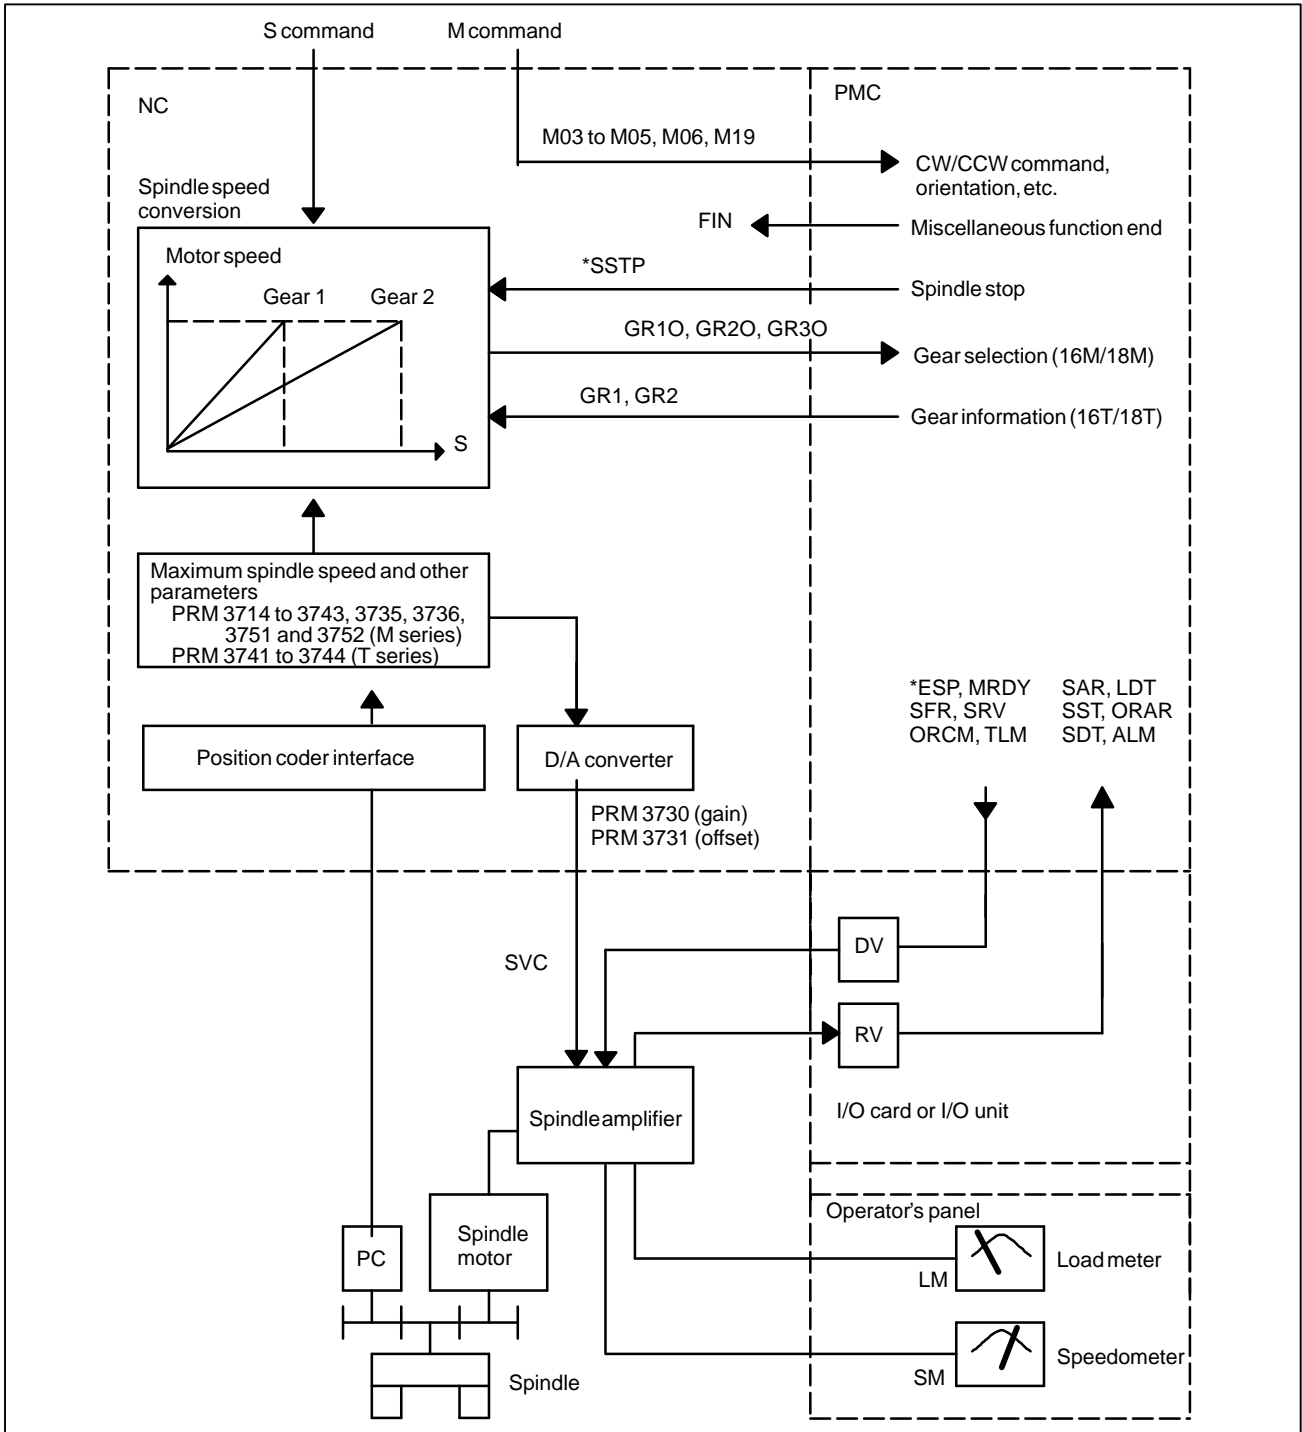 S command
M command
NC
PMC
M03 to M05, M06, M19
CW/CCW command,
orientation, etc.
Spindle speed
conversion
FIN
Miscellaneous function end
Motor speed
Gear 1
Gear 2
S
*SSTP
Spindle stop
GR1O, GR2O, GR3O
Gear selection (16M/18M)
GR1, GR2
Gear information (16T/18T)
Maximum spindle speed and other
parameters
PRM 3714 to 3743, 3735, 3736,
3751 and 3752 (M series)
PRM 3741 to 3744 (T series)
*ESP, MRDY
SFR, SRV
ORCM, TLM
SAR, LDT
SST, ORAR
SDT, ALM
Position coder interface
D/A converter
PRM 3730 (gain)
PRM 3731 (offset)
SVC
DV
RV
I/O card or I/O unit
Spindle amplifier
Operator's panel
PC
Spindle
motor
LM
Load meter
SM
Speedometer
Spindle